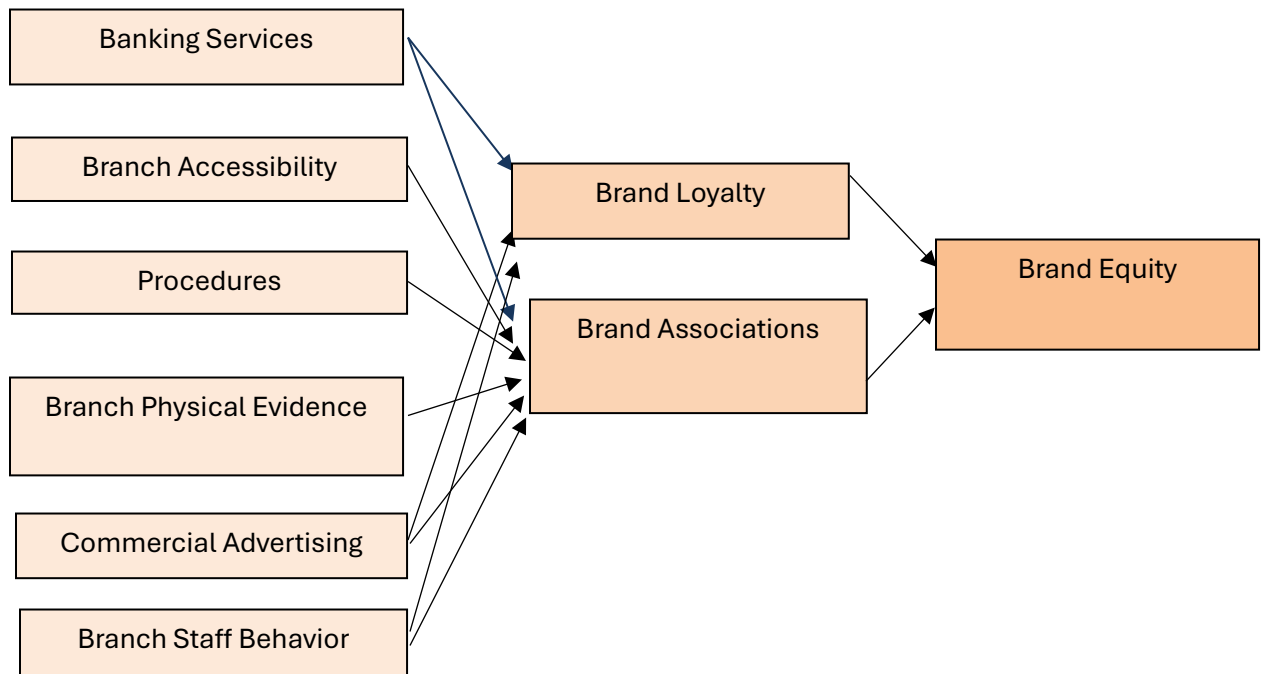 Banking Services
Branch Accessibility
Procedures
Branch Physical Evidence
Commercial Advertising
Branch Staff Behavior
Brand Loyalty
Brand Associations
Brand Equity